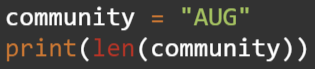 community = "AUG"
print(len(community))